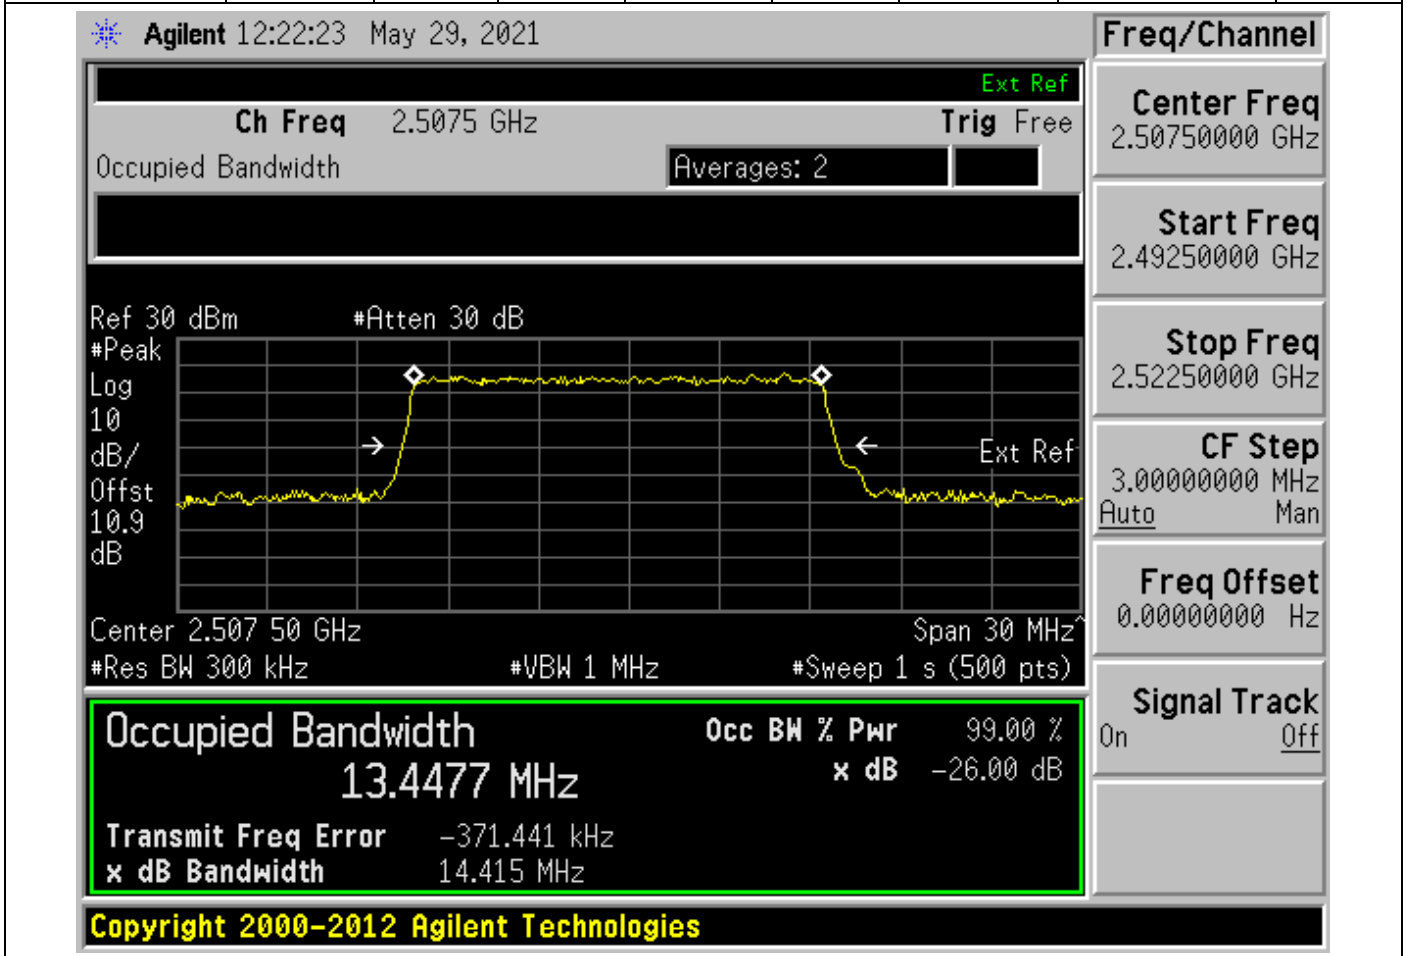 Agilent 12:22:23 May 29, 2021
Freq/Channel
Ext Ref
Ch Freq 2.5075 GHz Trig Free
Occupied Bandwidth Averages: 2
Center Freq
2.50750000 GHz
Start Freq
2.49250000 GHz
Stop Freq
2.52250000 GHz
CF Step
3.00000000 MHz
Auto Man
Freq Offset
0.00000000 Hz
Signal Track
On Off
Ref 30 dBm #Atten 30 dB
#Peak
Log
10
dB/
Offst
10.9
dB
Ext Ref
Center 2.507 50 GHz Span 30 MHz^
#Res BW 300 kHz #VBW 1 MHz #Sweep 1 s (500 pts)
Occupied Bandwidth
13.4477 MHz
Occ BW % Pwr 99.00 %
x dB -26.00 dB
Transmit Freq Error -371.441 kHz
x dB Bandwidth 14.415 MHz
Copyright 2000-2012 Agilent Technologies